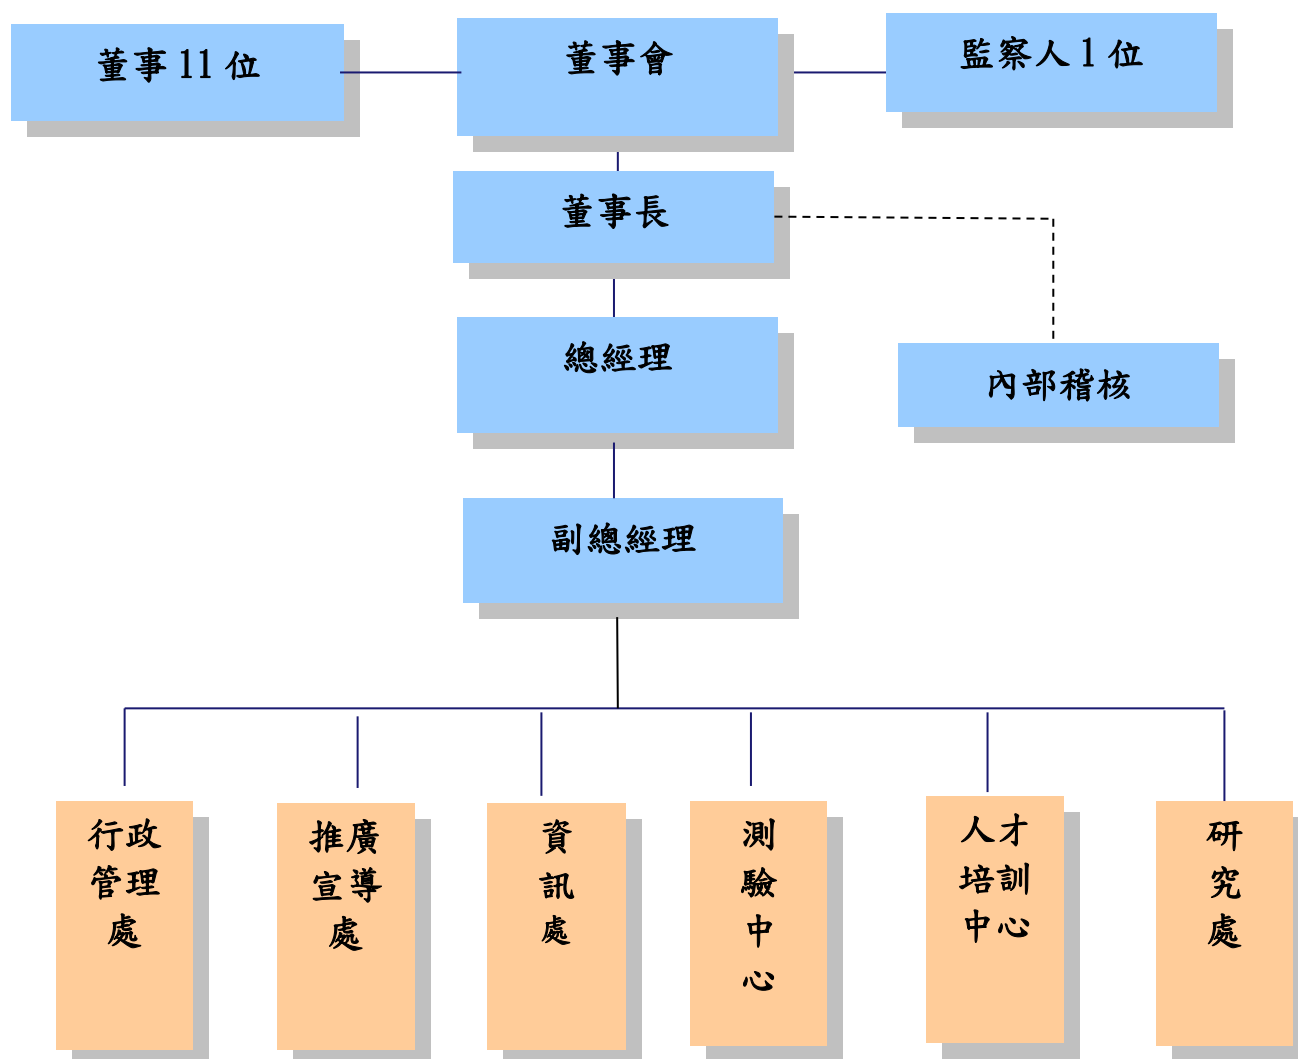 董事 11 位
董事會
監察人 1 位
董事長
總經理
內部稽核
副總經理
行政
管理
處
推廣
宣導
處
資
訊
處
測
驗
中
心
人才
培訓
中心
研
究
處